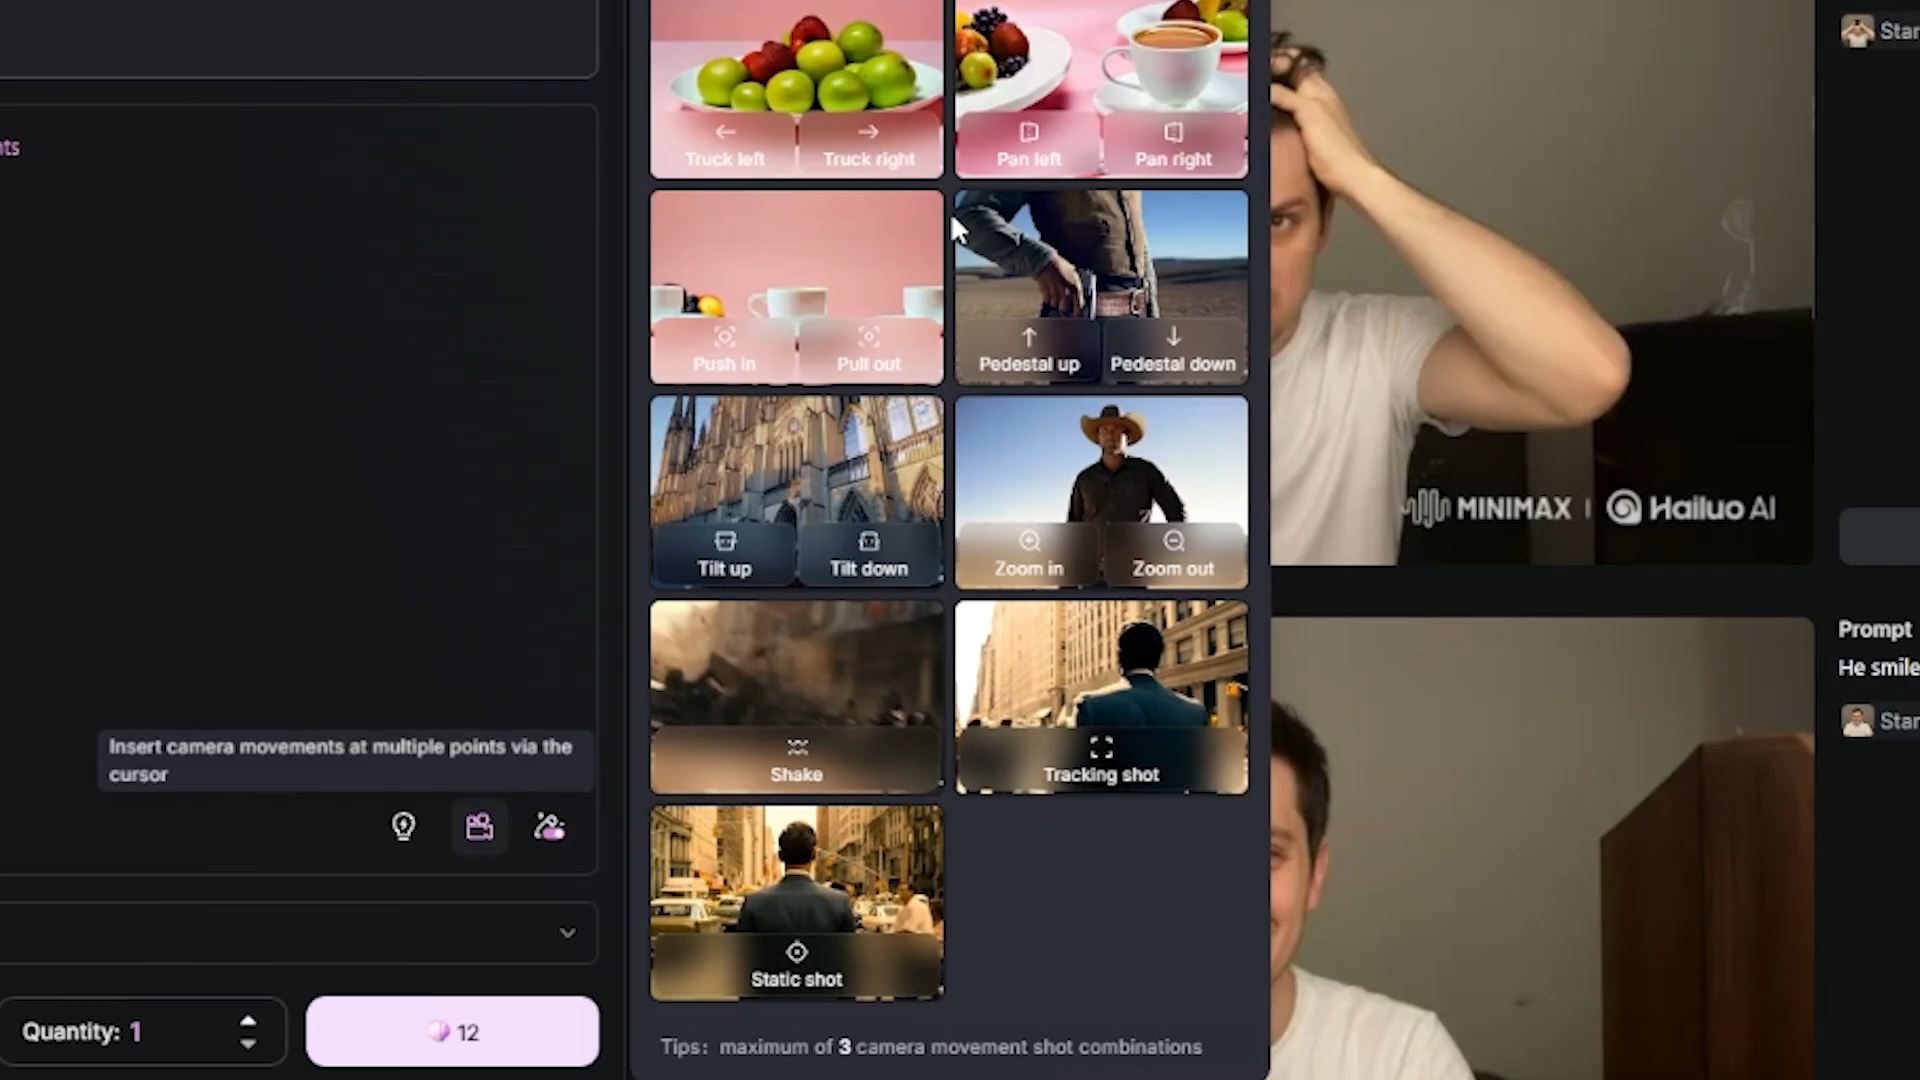 nts
Insert camera movements at multiple points via the
cursor
Quantity: 1
12
Truck left
Truck right
Pan left
Pan right
Push in
Pull out
Pedestal up
Pedestal down
Tilt up
Tilt down
Zoom in
Zoom out
Shake
Tracking shot
Static shot
Tips: maximum of 3 camera movement shot combinations
MINIMAX | Hailuo AI
Star
Prompt
He smile
Star